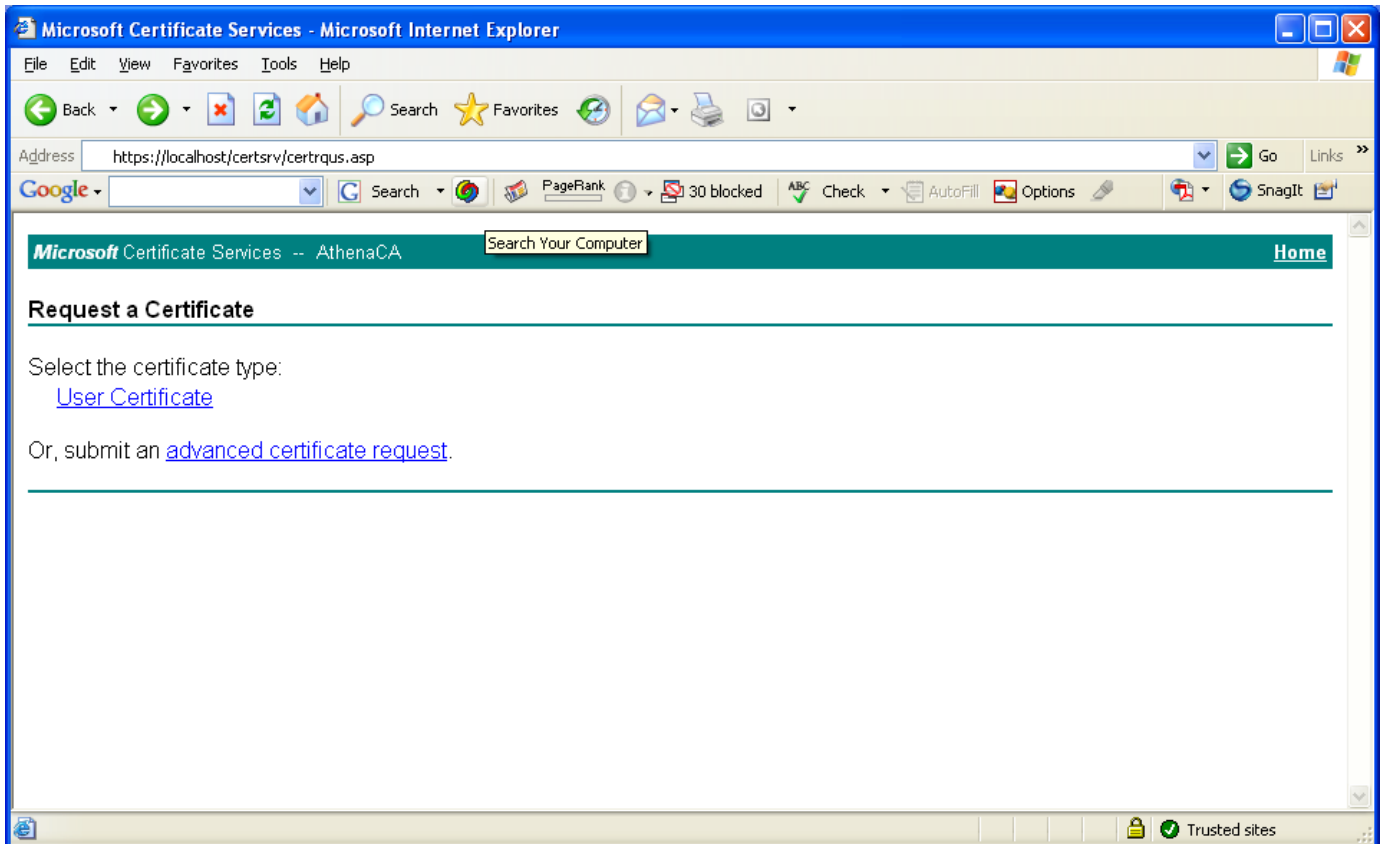 Microsoft Certificate Services - Microsoft Internet Explorer
File Edit View Favorites Tools Help
Back Search Favorites
Address https://localhost/certsrv/certrqus.asp Go Links »
Google G Search PageRank 30 blocked ABC Check AutoFill Options SnagIt
Search Your Computer
Microsoft Certificate Services -- AthenaCA Home
Request a Certificate
Select the certificate type:
User Certificate
Or, submit an advanced certificate request.
Trusted sites